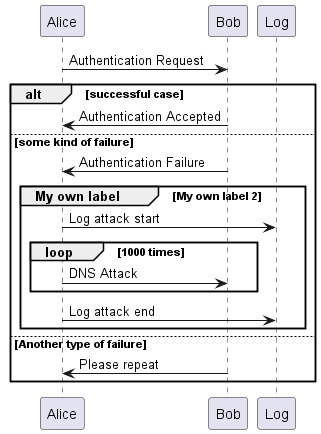 Alice Bob Log
Authentication Request
alt [successful case]
Authentication Accepted
[some kind of failure]
Authentication Failure
My own label [My own label 2]
Log attack start
loop [1000 times]
DNS Attack
Log attack end
[Another type of failure]
Please repeat
Alice Bob Log